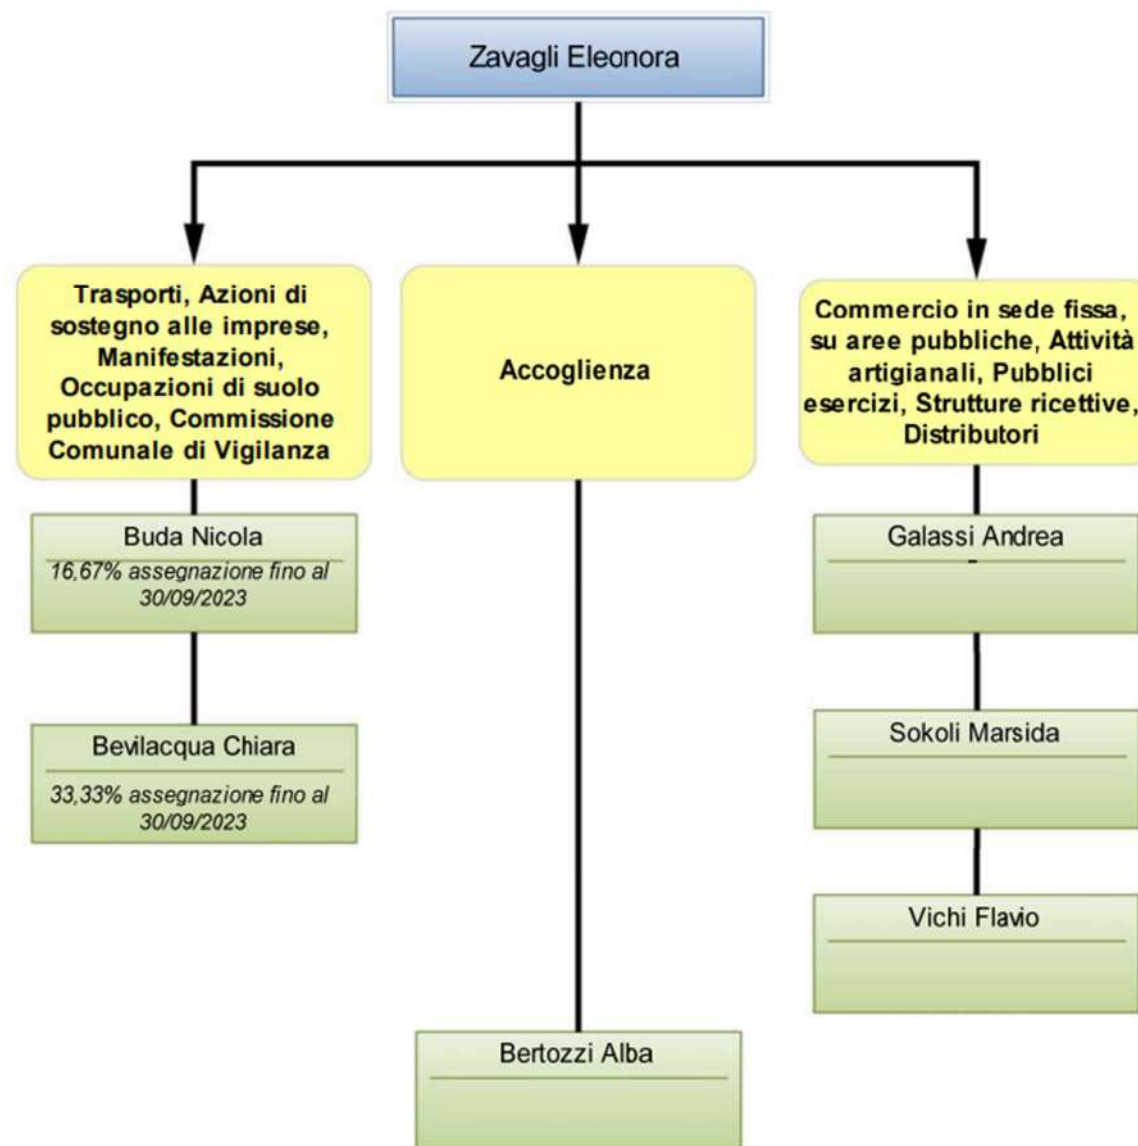 Zavagli Eleonora
Trasporti, Azioni di
sostegno alle imprese,
Manifestazioni,
Occupazioni di suolo
pubblico, Commissione
Comunale di Vigilanza
Buda Nicola
16,67% assegnazione fino al
30/09/2023
Bevilacqua Chiara
33,33% assegnazione fino al
30/09/2023
Accoglienza
Bertozzi Alba
Commercio in sede fissa,
su aree pubbliche, Attività
artigianali, Pubblici
esercizi, Strutture ricettive,
Distributori
Galassi Andrea
-
Sokoli Marsida
Vichi Flavio